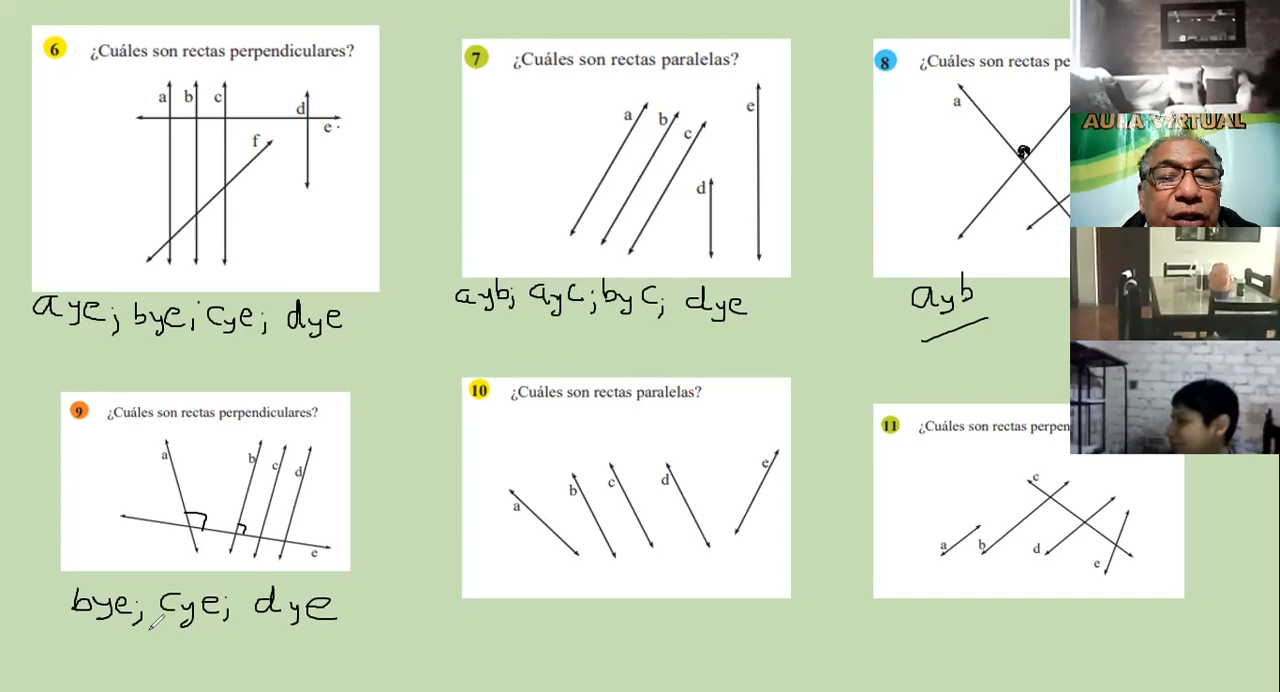 6 ¿Cuáles son rectas perpendiculares?
a b c d
e
f
a y e; b y e; c y e; d y e
7 ¿Cuáles son rectas paralelas?
a b c d e
a y b; a y c; b y c; d y e
8 ¿Cuáles son rectas pe
a
a y b
AULA VIRTUAL
9 ¿Cuáles son rectas perpendiculares?
a b c d
e
b y e; c y e; d y e
10 ¿Cuáles son rectas paralelas?
a b c d e
11 ¿Cuáles son rectas perpen
c
a b d
e